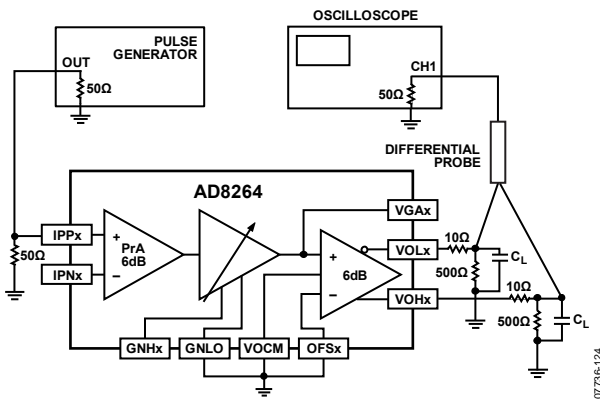 OSCILLOSCOPE
PULSE
GENERATOR
OUT
50Ω
CH1
50Ω
DIFFERENTIAL
PROBE
AD8264
VGAx
IPPx
+
PrA
6dB
–
IPNx
50Ω
+
6dB
–
VOLx
10Ω
500Ω
CL
VOHx
10Ω
500Ω
CL
GNHx
GNLO
VOCM
OFSx
07736-124